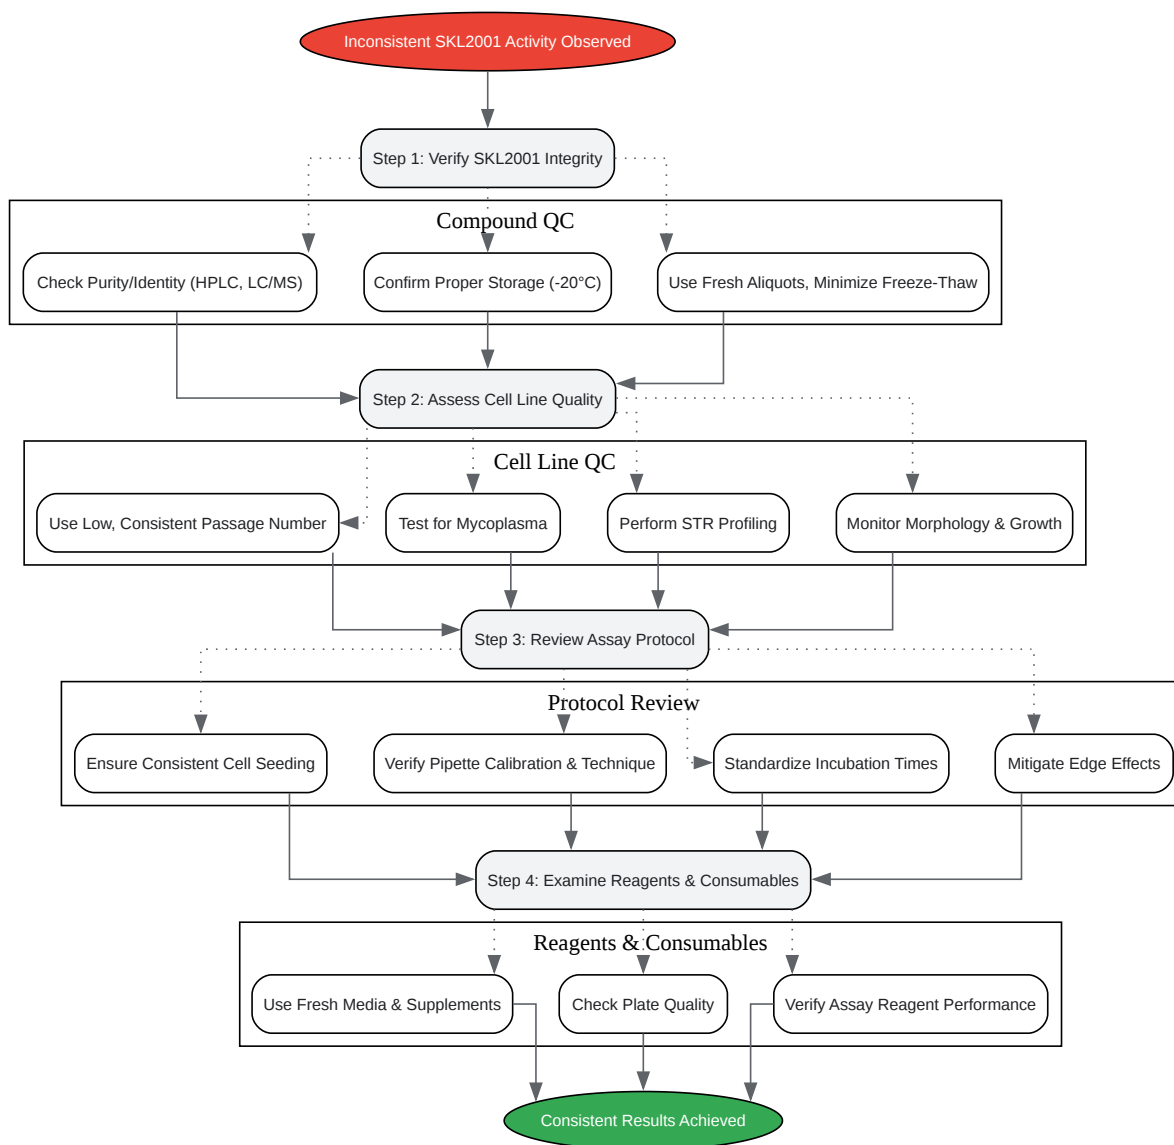 Inconsistent SKL2001 Activity Observed
Step 1: Verify SKL2001 Integrity
Compound QC
Check Purity/Identity (HPLC, LC/MS)
Confirm Proper Storage (-20°C)
Use Fresh Aliquots, Minimize Freeze-Thaw
Step 2: Assess Cell Line Quality
Cell Line QC
Use Low, Consistent Passage Number
Test for Mycoplasma
Perform STR Profiling
Monitor Morphology & Growth
Step 3: Review Assay Protocol
Protocol Review
Ensure Consistent Cell Seeding
Verify Pipette Calibration & Technique
Standardize Incubation Times
Mitigate Edge Effects
Step 4: Examine Reagents & Consumables
Reagents & Consumables
Use Fresh Media & Supplements
Check Plate Quality
Verify Assay Reagent Performance
Consistent Results Achieved